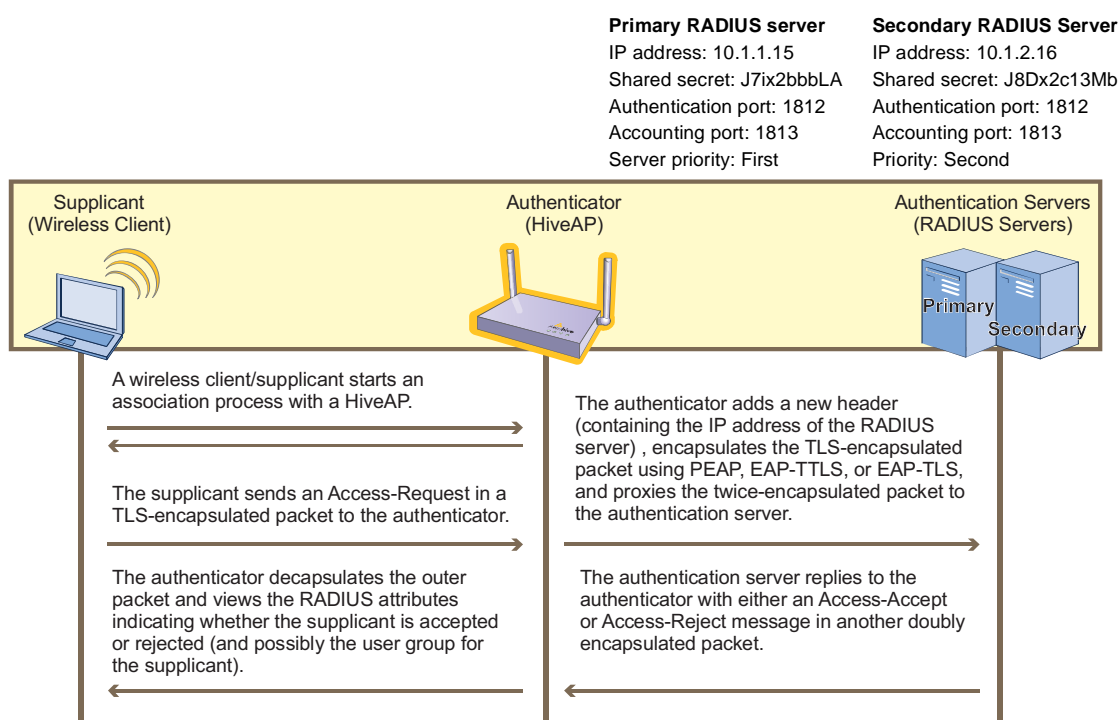 Primary RADIUS server
IP address: 10.1.1.15
Shared secret: J7ix2bbbLA
Authentication port: 1812
Accounting port: 1813
Server priority: First
Secondary RADIUS Server
IP address: 10.1.2.16
Shared secret: J8Dx2c13Mb
Authentication port: 1812
Accounting port: 1813
Priority: Second
Supplicant
(Wireless Client)
Authenticator
(HiveAP)
Authentication Servers
(RADIUS Servers)
Primary
Secondary
A wireless client/supplicant starts an
association process with a HiveAP.
The supplicant sends an Access-Request in a
TLS-encapsulated packet to the authenticator.
The authenticator adds a new header
(containing the IP address of the RADIUS
server) , encapsulates the TLS-encapsulated
packet using PEAP, EAP-TTLS, or EAP-TLS,
and proxies the twice-encapsulated packet to
the authentication server.
The authenticator decapsulates the outer
packet and views the RADIUS attributes
indicating whether the supplicant is accepted
or rejected (and possibly the user group for
the supplicant).
The authentication server replies to the
authenticator with either an Access-Accept
or Access-Reject message in another doubly
encapsulated packet.